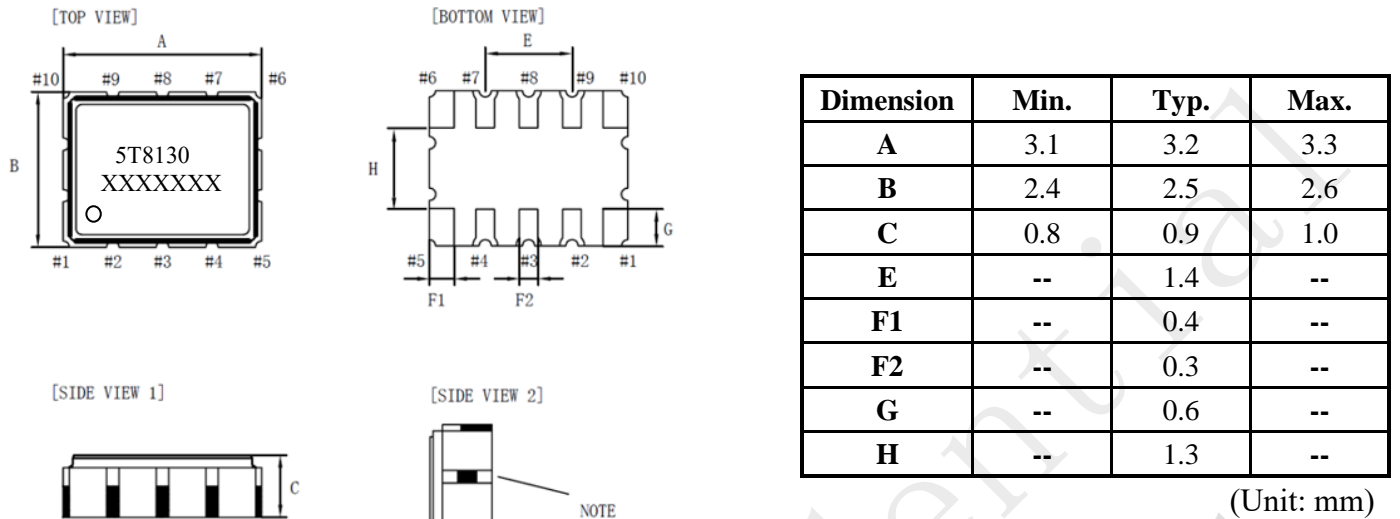 [TOP VIEW]
A
#10 #9 #8 #7 #6
B
5T8130
XXXXXXX
#1 #2 #3 #4 #5
[BOTTOM VIEW]
E
#6 #7 #8 #9 #10
H
G
#5 #4 #3 #2 #1
F1 F2
[SIDE VIEW 1]
C
[SIDE VIEW 2]
NOTE
Dimension Min. Typ. Max.
A 3.1 3.2 3.3
B 2.4 2.5 2.6
C 0.8 0.9 1.0
E -- 1.4 --
F1 -- 0.4 --
F2 -- 0.3 --
G -- 0.6 --
H -- 1.3 --
(Unit: mm)
dential